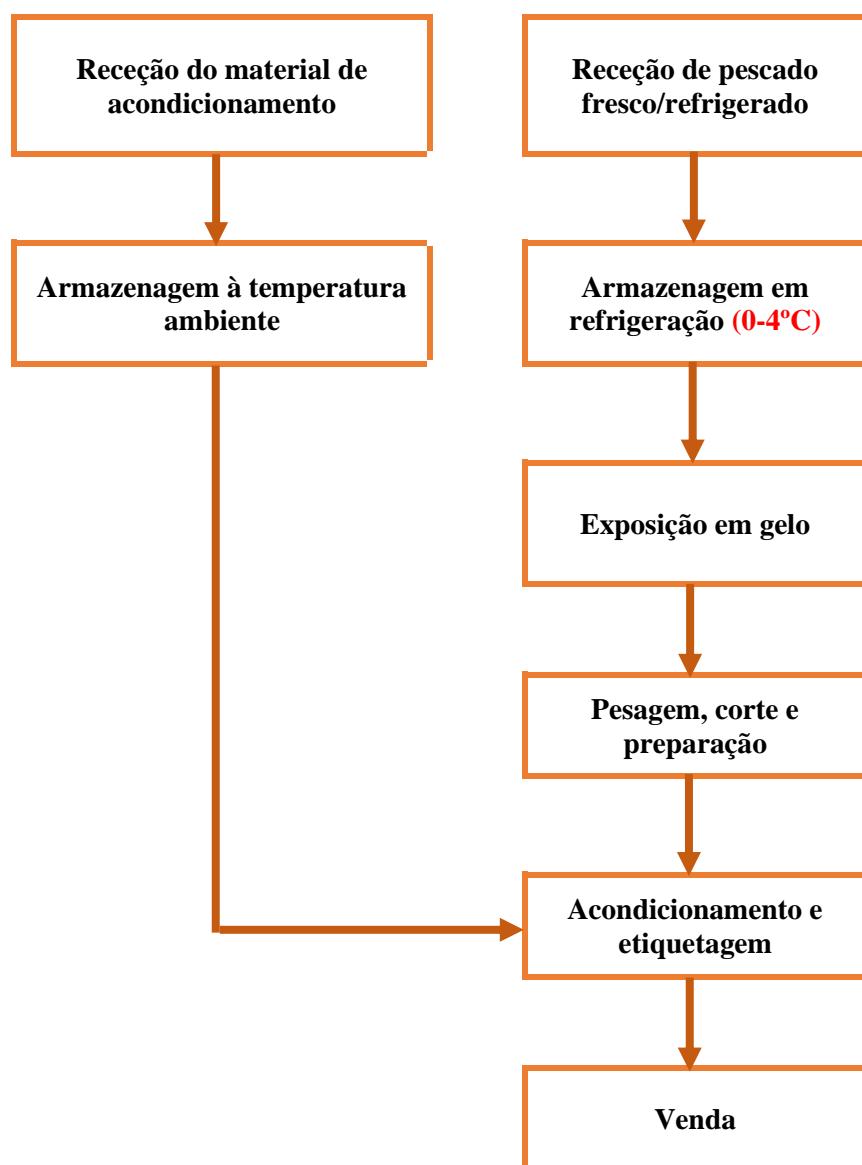 Receção do material de
acondicionamento
Receção de pescado
fresco/refrigerado
Armazenagem à temperatura
ambiente
Armazenagem em
refrigeração (0-4ºC)
Exposição em gelo
Pesagem, corte e
preparação
Acondicionamento e
etiquetagem
Venda